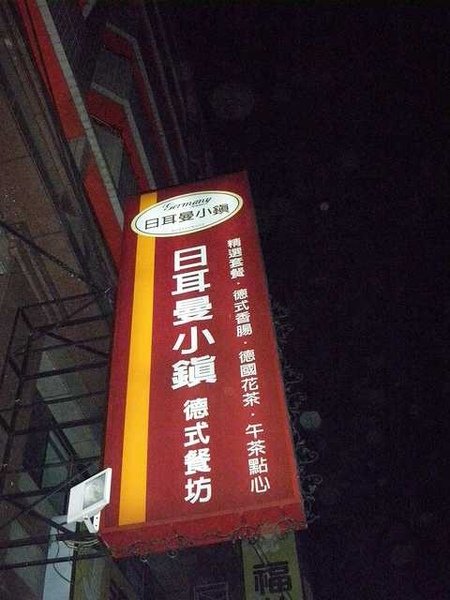 Germany
日耳曼小鎮
日耳曼小鎮 德式餐坊
精選套餐·德式香腸·德國花茶·午茶點心
福